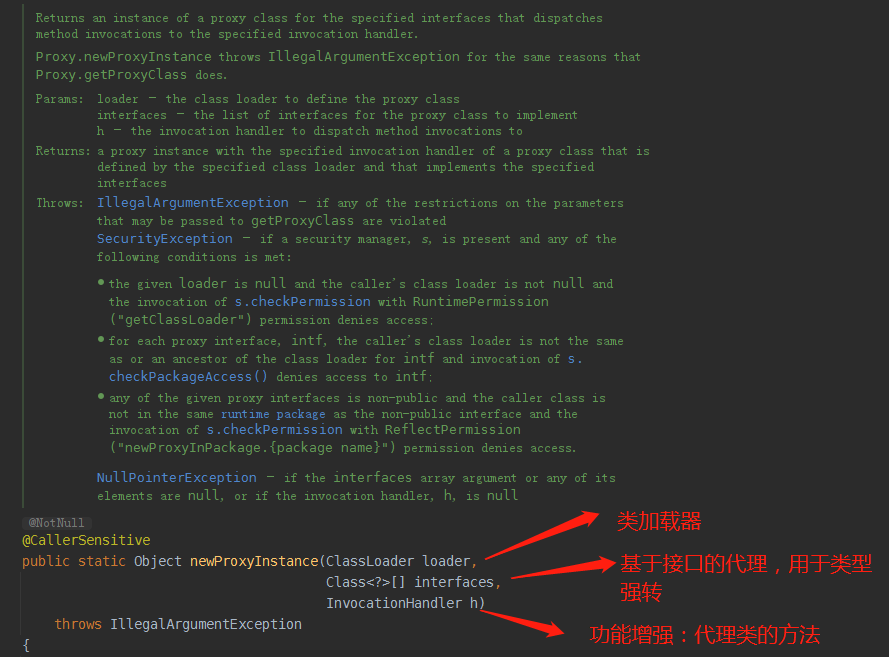 Returns an instance of a proxy class for the specified interfaces that dispatches
method invocations to the specified invocation handler.
Proxy.newProxyInstance throws IllegalArgumentException for the same reasons that
Proxy.getProxyClass does.
Params: loader – the class loader to define the proxy class
interfaces – the list of interfaces for the proxy class to implement
h – the invocation handler to dispatch method invocations to
Returns: a proxy instance with the specified invocation handler of a proxy class that is
defined by the specified class loader and that implements the specified
interfaces
Throws: IllegalArgumentException – if any of the restrictions on the parameters
that may be passed to getProxyClass are violated
SecurityException – if a security manager, s, is present and any of the
following conditions is met:
• the given loader is null and the caller's class loader is not null and
the invocation of s.checkPermission with RuntimePermission
("getClassLoader") permission denies access;
• for each proxy interface, intf, the caller's class loader is not the same
as or an ancestor of the class loader for intf and invocation of s.
checkPackageAccess() denies access to intf;
• any of the given proxy interfaces is non-public and the caller class is
not in the same runtime package as the non-public interface and the
invocation of s.checkPermission with ReflectPermission
("newProxyInPackage.{package name}") permission denies access.
NullPointerException – if the interfaces array argument or any of its
elements are null, or if the invocation handler, h, is null
@NotNull
@CallerSensitive
public static Object newProxyInstance(ClassLoader loader,
Class<?>[] interfaces,
InvocationHandler h)
throws IllegalArgumentException
{
类加载器
基于接口的代理，用于类型
强转
功能增强：代理类的方法